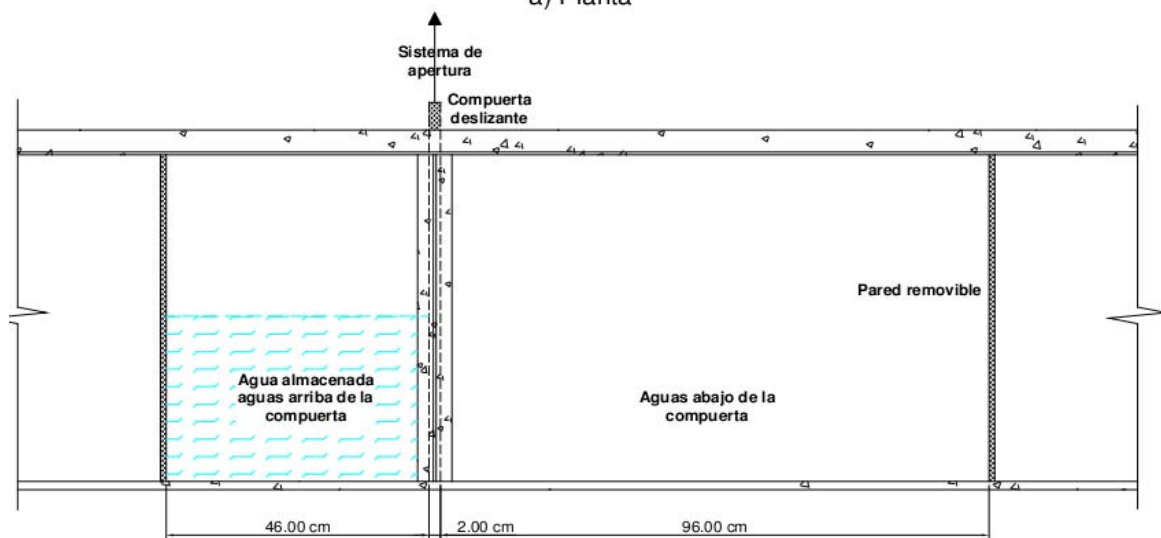 a) Planta
Sistema de
apertura
Compuerta
deslizante
Pared removible
Agua almacenada
aguas arriba de la
compuerta
Aguas abajo de la
compuerta
46.00 cm
2.00 cm
96.00 cm